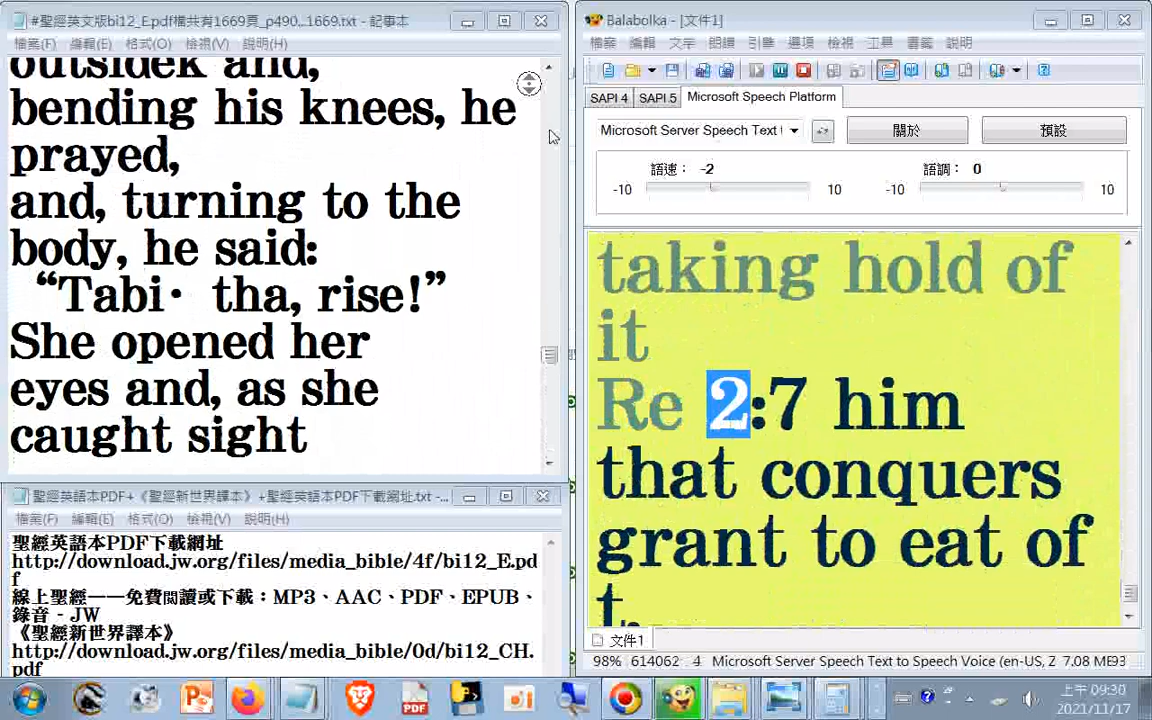 #聖經英文版bi12_E.pdf檔共有1669頁_p490,..1669.txt - 記事本
檔案(F) 編輯(E) 格式(O) 檢視(V) 說明(H)
outsidek and,
bending his knees, he
prayed,
and, turning to the
body, he said:
“Tabi· tha, rise!”
She opened her
eyes and, as she
caught sight
聖經英語本PDF+《聖經新世界譯本》+聖經英語本PDF下載網址.txt - ...
檔案(F) 編輯(E) 格式(O) 檢視(V) 說明(H)
聖經英語本PDF下載網址
http://download.jw.org/files/media_bible/4f/bi12_E.pd
f
線上聖經——免費閱讀或下載：MP3、AAC、PDF、EPUB、
錄音 - JW
《聖經新世界譯本》
http://download.jw.org/files/media_bible/0d/bi12_CH.
pdf
Balabolka - [文件1]
檔案 編輯 文字 朗讀 引擎 選項 檢視 工具 書籤 說明
SAPI 4 SAPI 5 Microsoft Speech Platform
Microsoft Server Speech Text 關於 預設
語速： -2 語調： 0
-10 10 -10 10
taking hold of
it
Re 2:7 him
that conquers
grant to eat of
t
文件1
98% 614062 4 Microsoft Server Speech Text to Speech Voice (en-US, Z 7.08 ME93
PDF
上午 09:30
2021/11/17